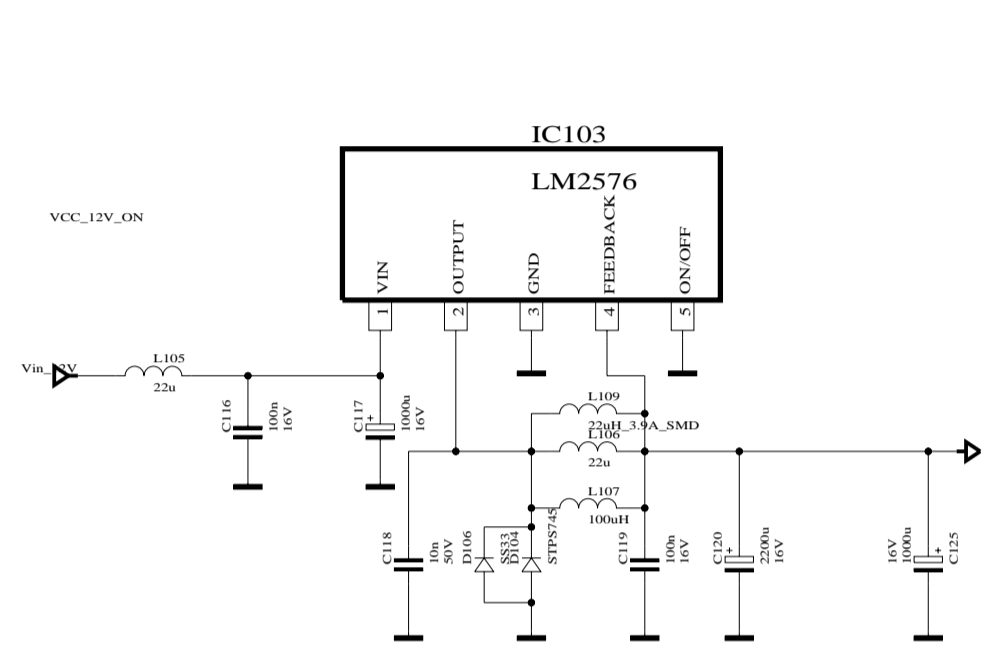 IC103
LM2576
VCC_12V_ON
VIN
OUTPUT
GND
FEEDBACK
ON/OFF
1
2
3
4
5
L105
22u
C116
100n
16V
C117
+
1000u
16V
L109
22uH_3.9A_SMD
L106
22u
L107
100uH
C118
10n
50V
D106
SS33
D104
STPS745
C119
100n
16V
C120
+
2200u
16V
16V
1000u
+
C125